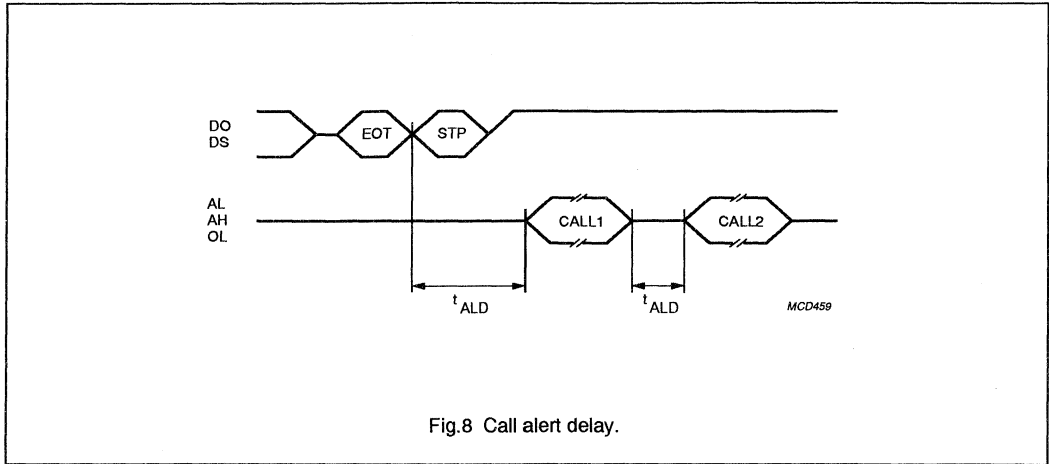 DO
DS
EOT
STP
AL
AH
OL
CALL1
CALL2
tALD
tALD
MCD459
Fig.8 Call alert delay.